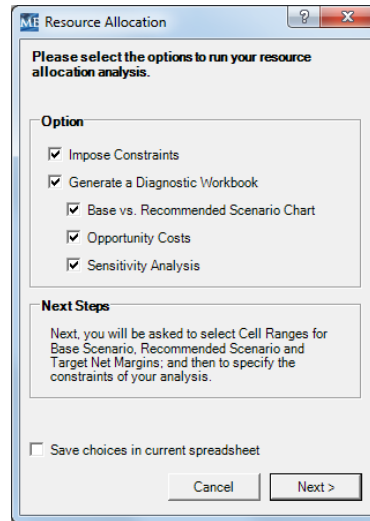 ME Resource Allocation
Please select the options to run your resource
allocation analysis.
Option
Impose Constraints
Generate a Diagnostic Workbook
Base vs. Recommended Scenario Chart
Opportunity Costs
Sensitivity Analysis
Next Steps
Next, you will be asked to select Cell Ranges for
Base Scenario, Recommended Scenario and
Target Net Margins; and then to specify the
constraints of your analysis.
Save choices in current spreadsheet
Cancel Next >